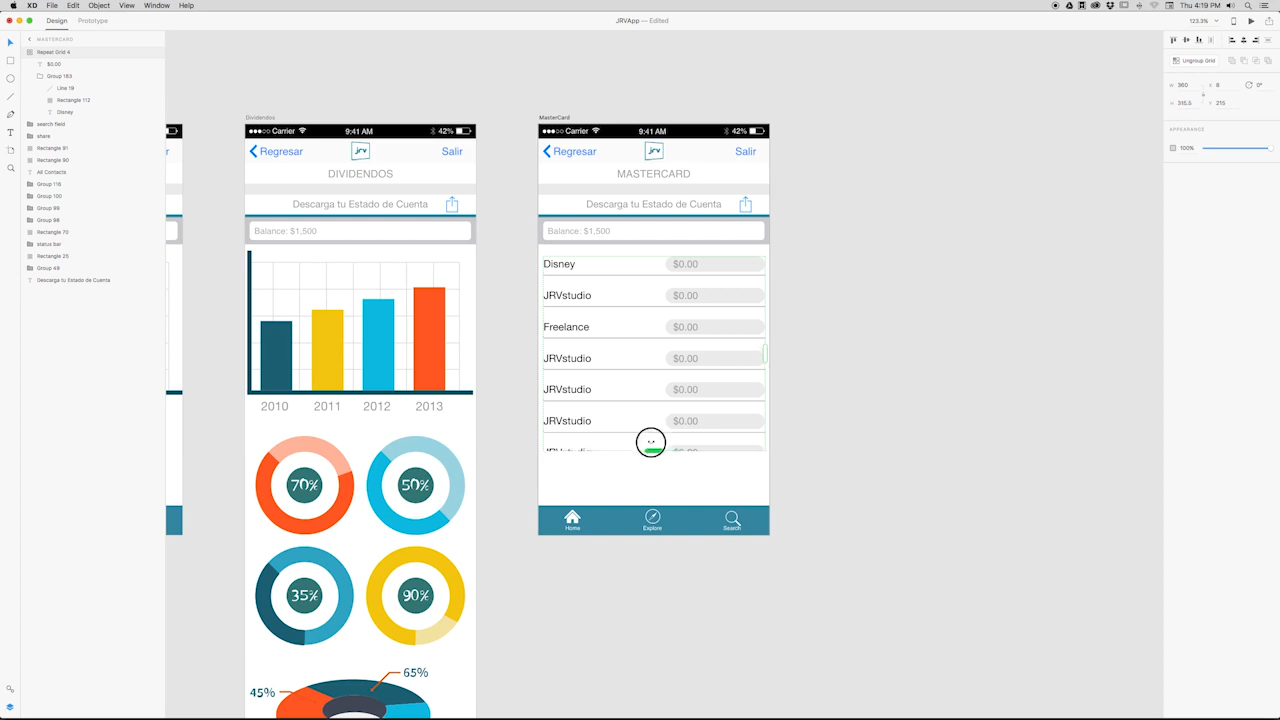 XD File Edit Object View Window Help
Thu 4:19 PM
Design Prototype
JRVApp — Edited
123.3%
MASTERCARD
Repeat Grid 4
$0.00
Group 183
Line 19
Rectangle 112
Disney
search field
share
Rectangle 91
Rectangle 90
All Contacts
Group 116
Group 100
Group 99
Group 98
Rectangle 70
status bar
Rectangle 25
Group 48
Descarga tu Estado de Cuenta
r
Dividendos
Carrier 9:41 AM 42%
Regresar jrv Salir
DIVIDENDOS
Descarga tu Estado de Cuenta
Balance: $1,500
2010 2011 2012 2013
70% 50%
35% 90%
65%
45%
MasterCard
Carrier 9:41 AM 42%
Regresar jrv Salir
MASTERCARD
Descarga tu Estado de Cuenta
Balance: $1,500
Disney $0.00
JRVstudio $0.00
Freelance $0.00
JRVstudio $0.00
JRVstudio $0.00
JRVstudio $0.00
Home Explore Search
Ungroup Grid
W 360 X 8 0°
H 315.5 Y 215
APPEARANCE
100%